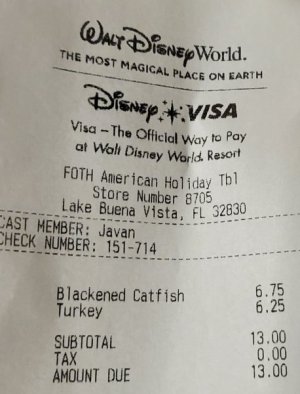 Walt Disney World.
THE MOST MAGICAL PLACE ON EARTH
Disney VISA
Visa – The Official Way to Pay
at Walt Disney World Resort
FOTH American Holiday Tbl
Store Number 8705
Lake Buena Vista, FL 32830
CAST MEMBER: Javan
CHECK NUMBER: 151-714
Blackened Catfish 6.75
Turkey 6.25
SUBTOTAL 13.00
TAX 0.00
AMOUNT DUE 13.00